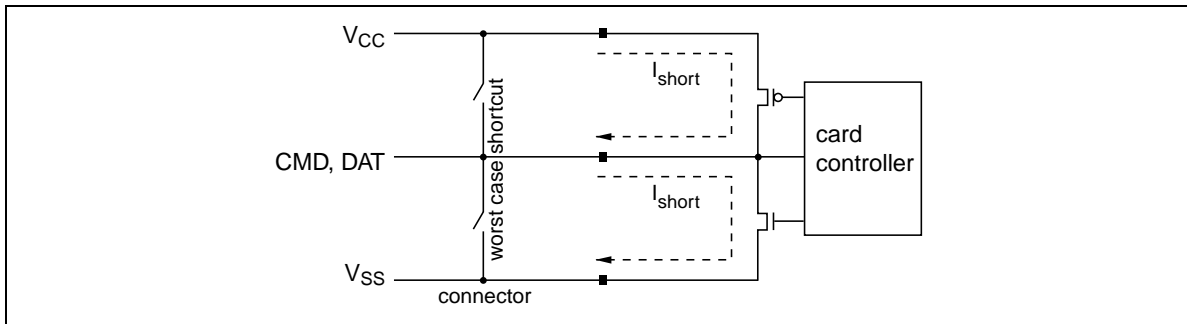 VCC
Ishort
worst case shortcut
card
controller
CMD, DAT
Ishort
VSS
connector